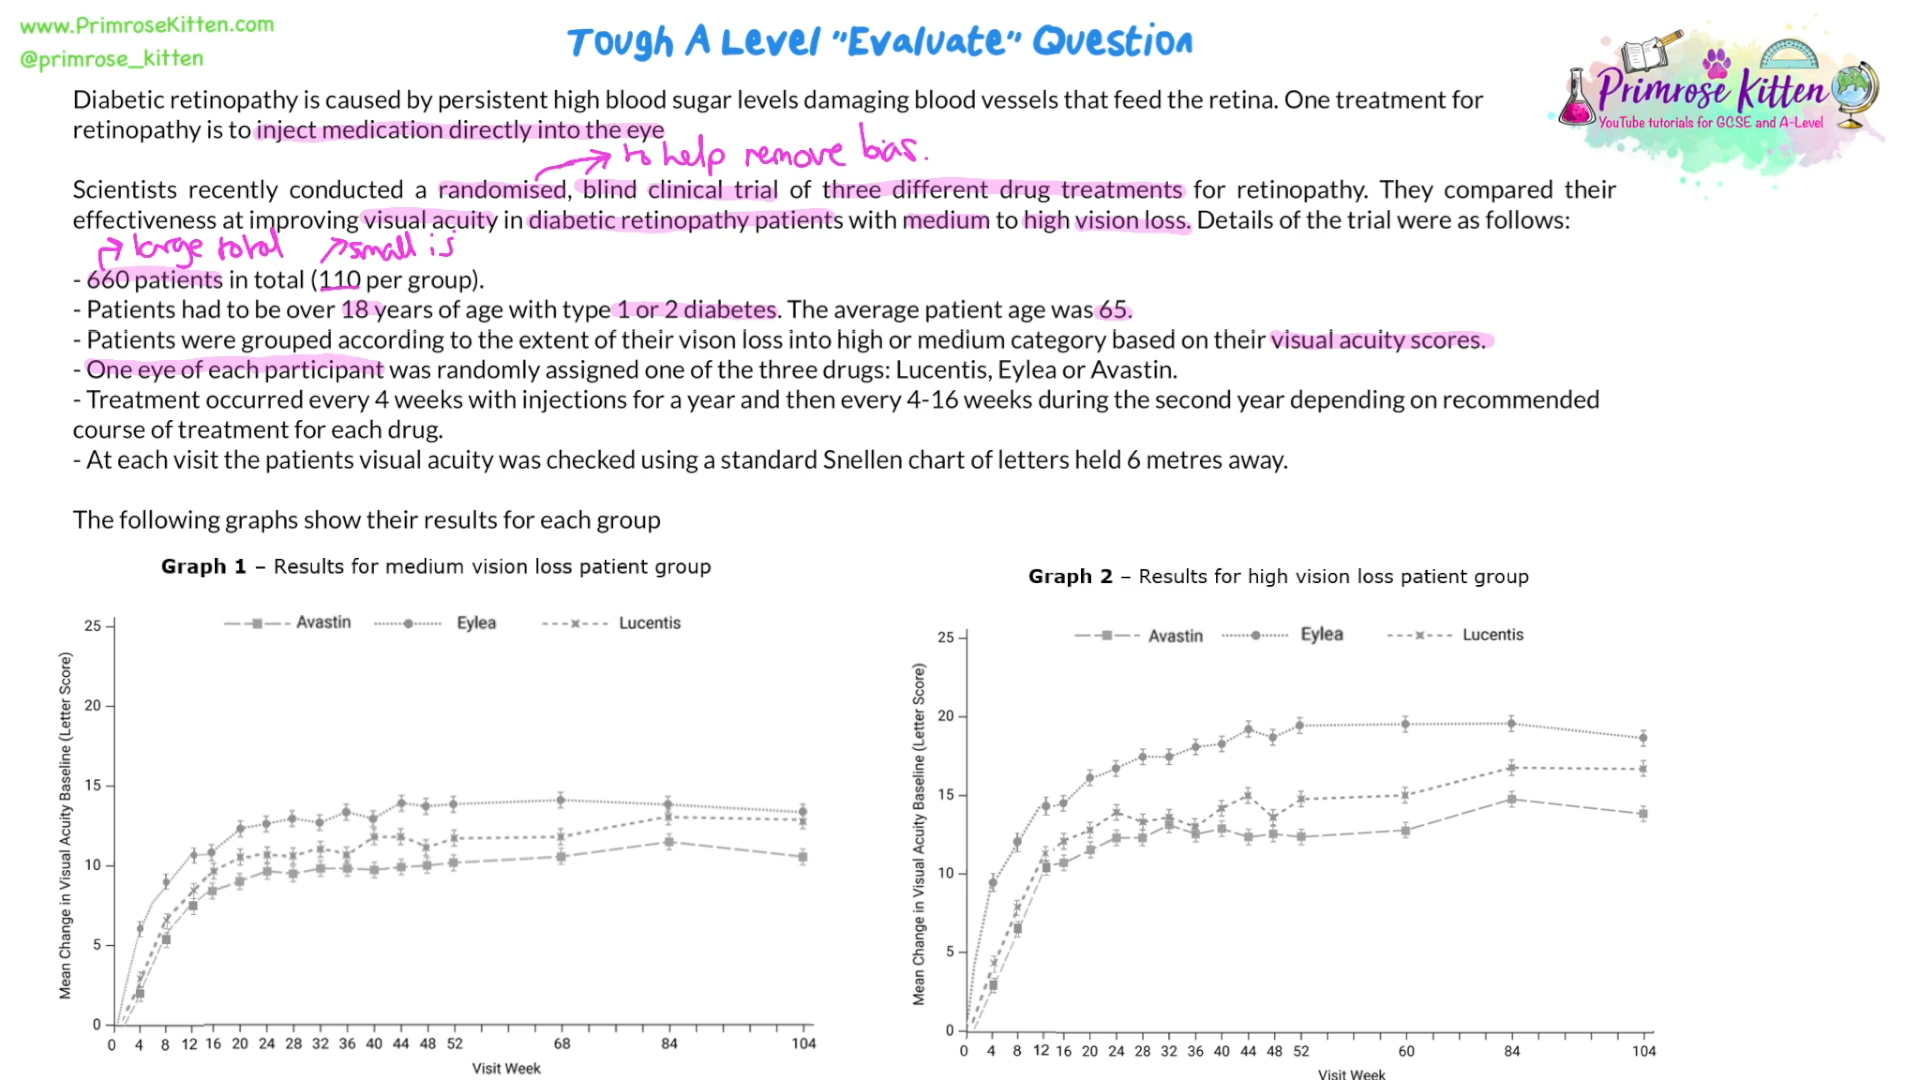 www.PrimroseKitten.com
@primrose_kitten
Tough A Level "Evaluate" Question
Primrose Kitten
YouTube tutorials for GCSE and A-Level
Diabetic retinopathy is caused by persistent high blood sugar levels damaging blood vessels that feed the retina. One treatment for
retinopathy is to inject medication directly into the eye
to help remove bias.
Scientists recently conducted a randomised, blind clinical trial of three different drug treatments for retinopathy. They compared their
effectiveness at improving visual acuity in diabetic retinopathy patients with medium to high vision loss. Details of the trial were as follows:
large total small is
- 660 patients in total (110 per group).
- Patients had to be over 18 years of age with type 1 or 2 diabetes. The average patient age was 65.
- Patients were grouped according to the extent of their vison loss into high or medium category based on their visual acuity scores.
- One eye of each participant was randomly assigned one of the three drugs: Lucentis, Eylea or Avastin.
- Treatment occurred every 4 weeks with injections for a year and then every 4-16 weeks during the second year depending on recommended
course of treatment for each drug.
- At each visit the patients visual acuity was checked using a standard Snellen chart of letters held 6 metres away.
The following graphs show their results for each group
Graph 1 – Results for medium vision loss patient group
Avastin Eylea Lucentis
Mean Change in Visual Acuity Baseline (Letter Score)
25
20
15
10
5
0
0 4 8 12 16 20 24 28 32 36 40 44 48 52 68 84 104
Visit Week
Graph 2 – Results for high vision loss patient group
Avastin Eylea Lucentis
Mean Change in Visual Acuity Baseline (Letter Score)
25
20
15
10
5
0
0 4 8 12 16 20 24 28 32 36 40 44 48 52 60 84 104
Visit Week